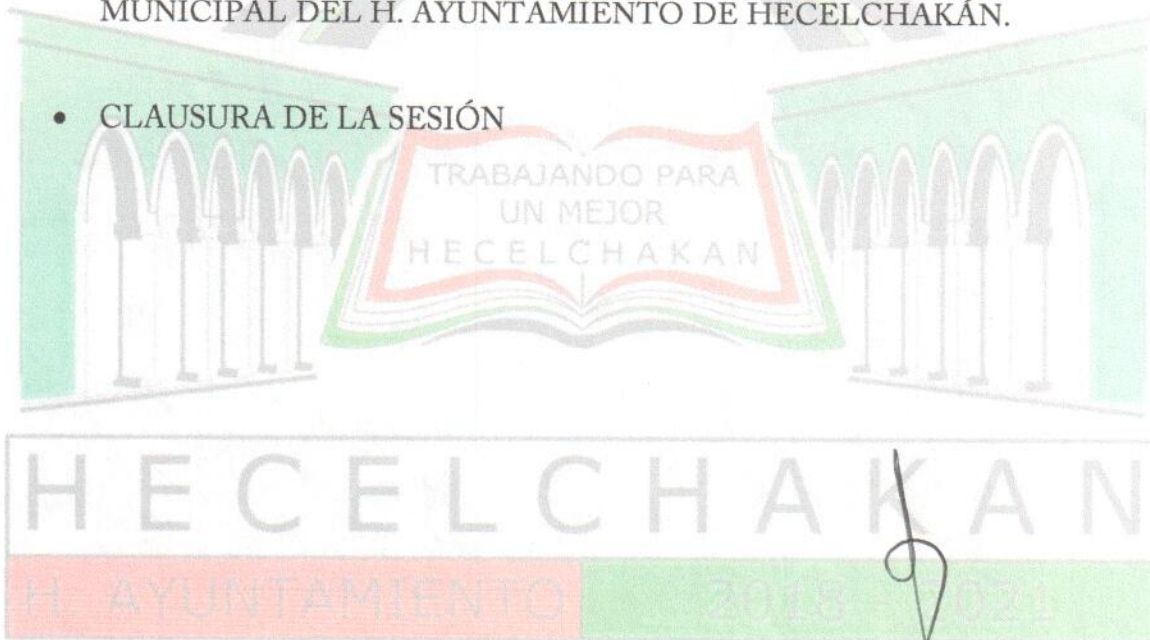 MUNICIPAL DEL H. AYUNTAMIENTO DE HECELCHAKÁN.
• CLAUSURA DE LA SESIÓN
TRABAJANDO PARA
UN MEJOR
HECELCHAKAN
HECELCHAKAN
H. AYUNTAMIENTO 2018 - 2021